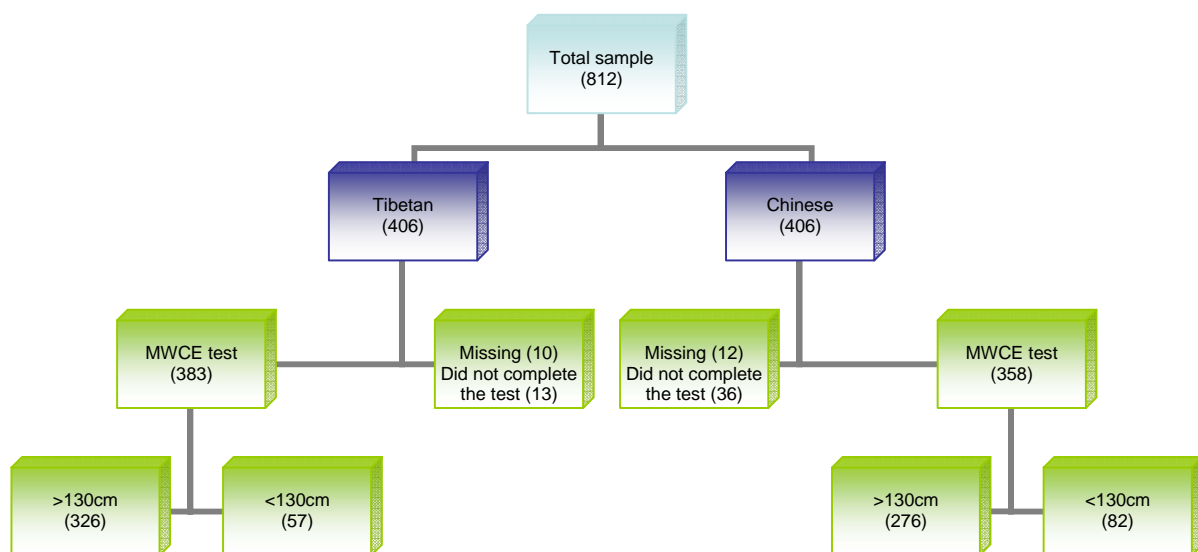 Total sample
(812)
Tibetan
(406)
Chinese
(406)
MWCE test
(383)
Missing (10)
Did not complete
the test (13)
Missing (12)
Did not complete
the test (36)
MWCE test
(358)
>130cm
(326)
<130cm
(57)
>130cm
(276)
<130cm
(82)